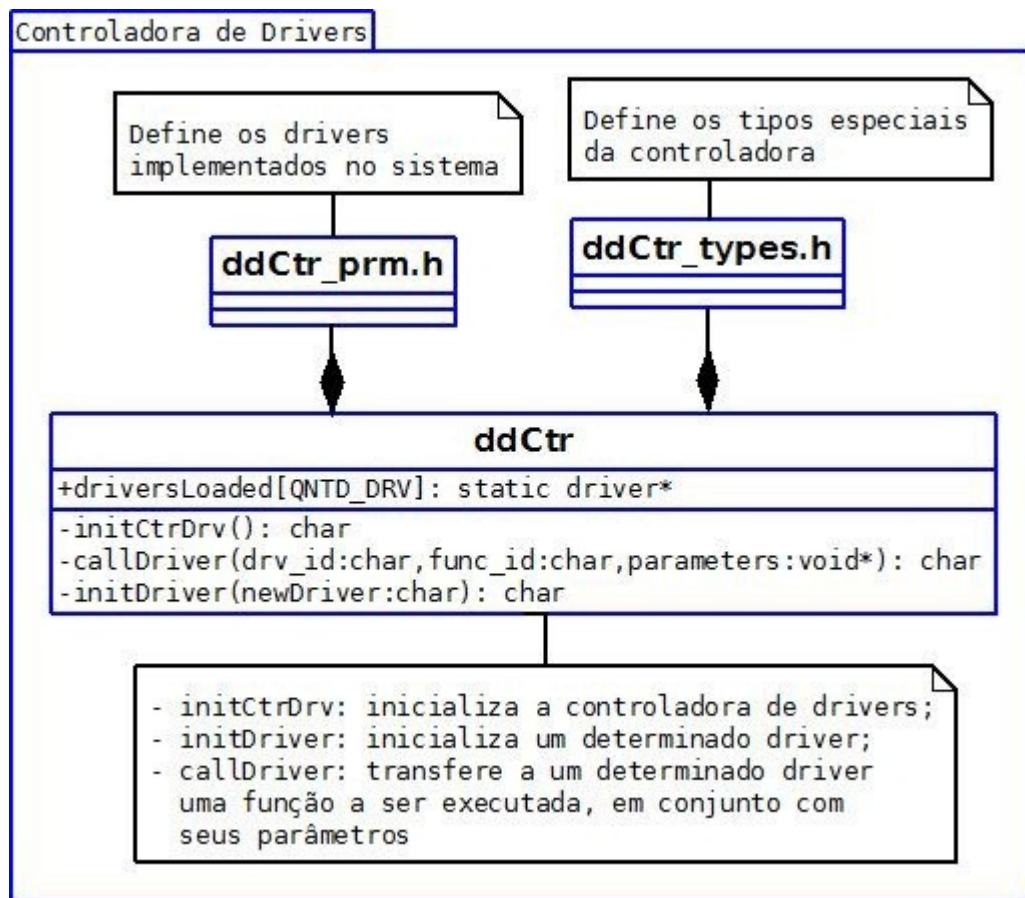 Controladora de Drivers
Define os drivers
implementados no sistema
Define os tipos especiais
da controladora
ddCtr_prm.h
ddCtr_types.h
ddCtr
+driversLoaded[QNTD_DRV]: static driver*
-initCtrDrv(): char
-callDriver(drv_id:char,func_id:char,parameters:void*): char
-initDriver(newDriver:char): char
- initCtrDrv: inicializa a controladora de drivers;
- initDriver: inicializa um determinado driver;
- callDriver: transfere a um determinado driver
uma função a ser executada, em conjunto com
seus parâmetros